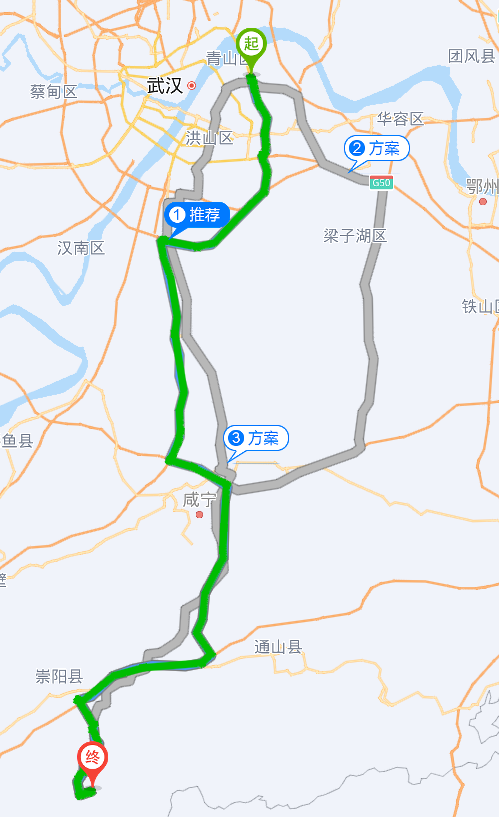 起
团风县
青山区
武汉
蔡甸区
华容区
洪山区
2 方案
G50
鄂州
1 推荐
梁子湖区
汉南区
铁山区
3 方案
鱼县
咸宁
通山县
崇阳县
终